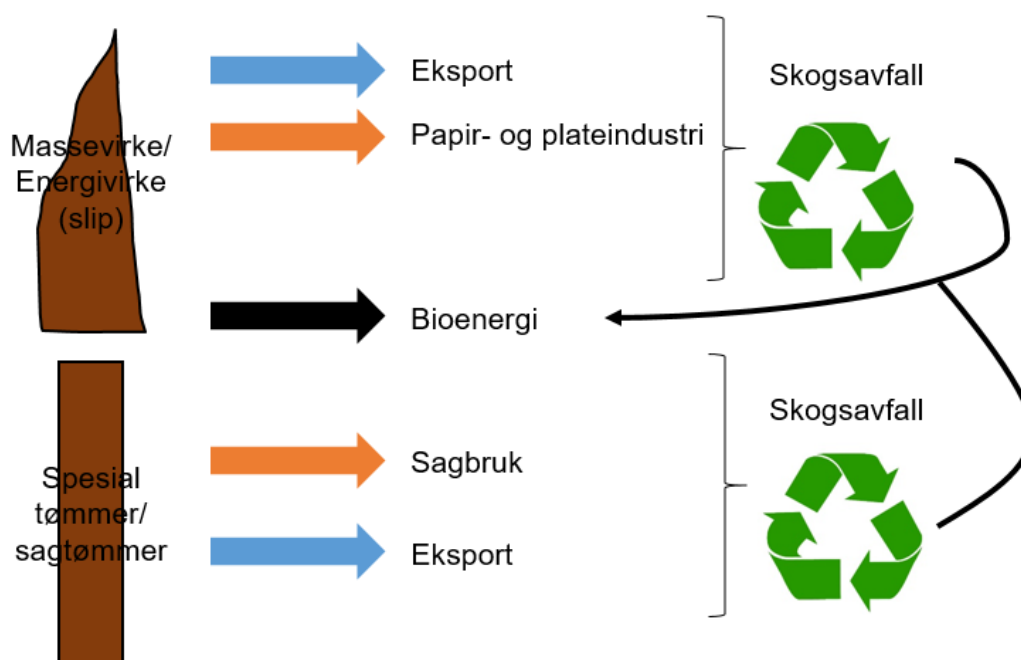 Massevirke/
Energivirke
(slip)
Eksport
Papir- og plateindustri
Bioenergi
Skogsavfall
Spesial
tømmer/
sagtømmer
Sagbruk
Eksport
Skogsavfall